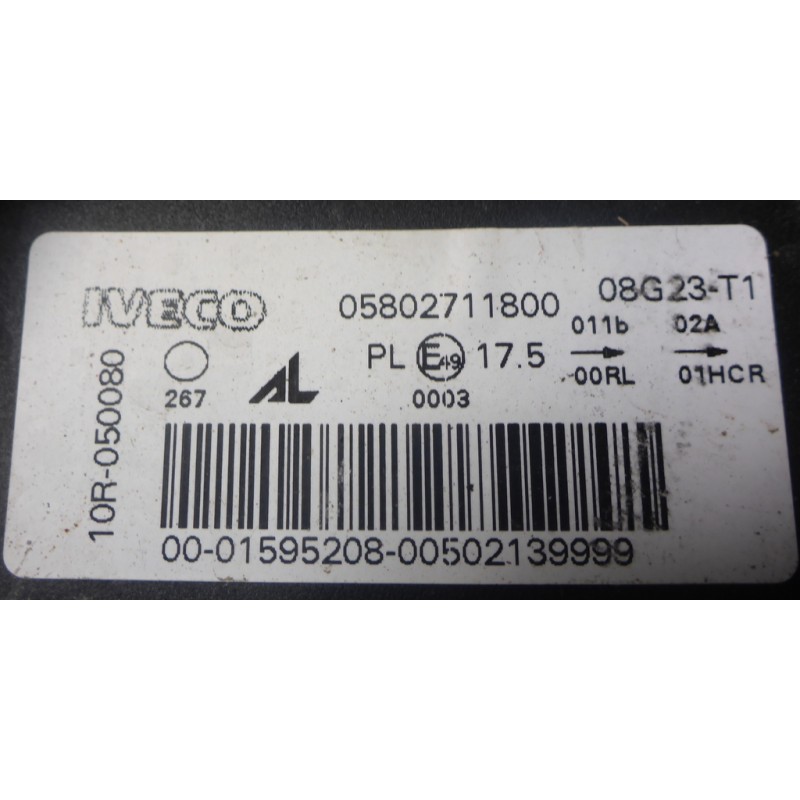 IVECO 05802711800 08G23-T1
011b 02A
PL E49 17.5
00RL 01HCR
267 AL 0003
10R-050080
00-01595208-00502139999